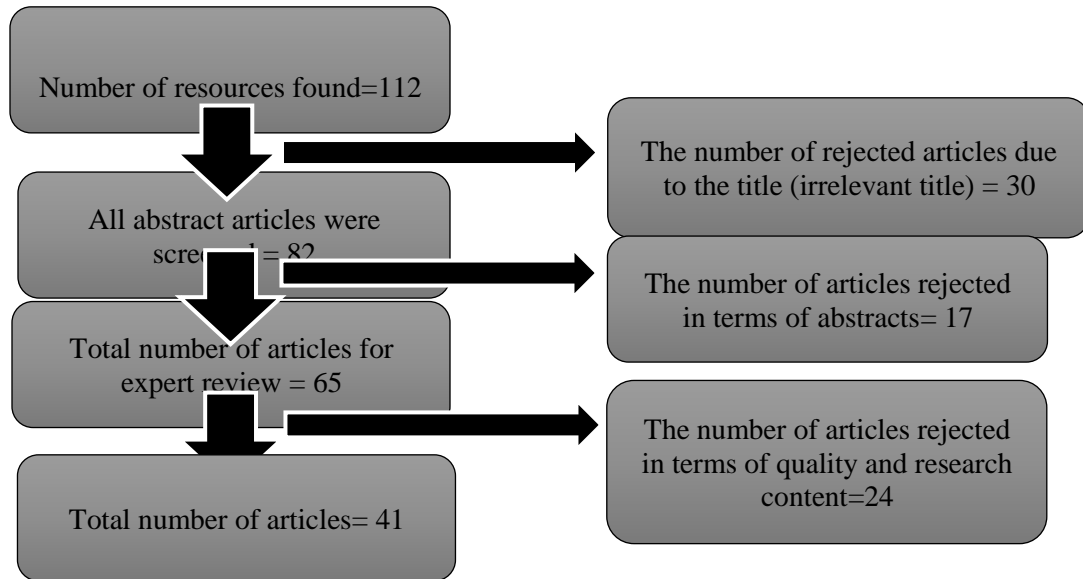 Number of resources found=112
The number of rejected articles due
to the title (irrelevant title) = 30
All abstract articles were
= 82
The number of articles rejected
in terms of abstracts= 17
Total number of articles for
expert review = 65
The number of articles rejected
in terms of quality and research
content=24
Total number of articles= 41